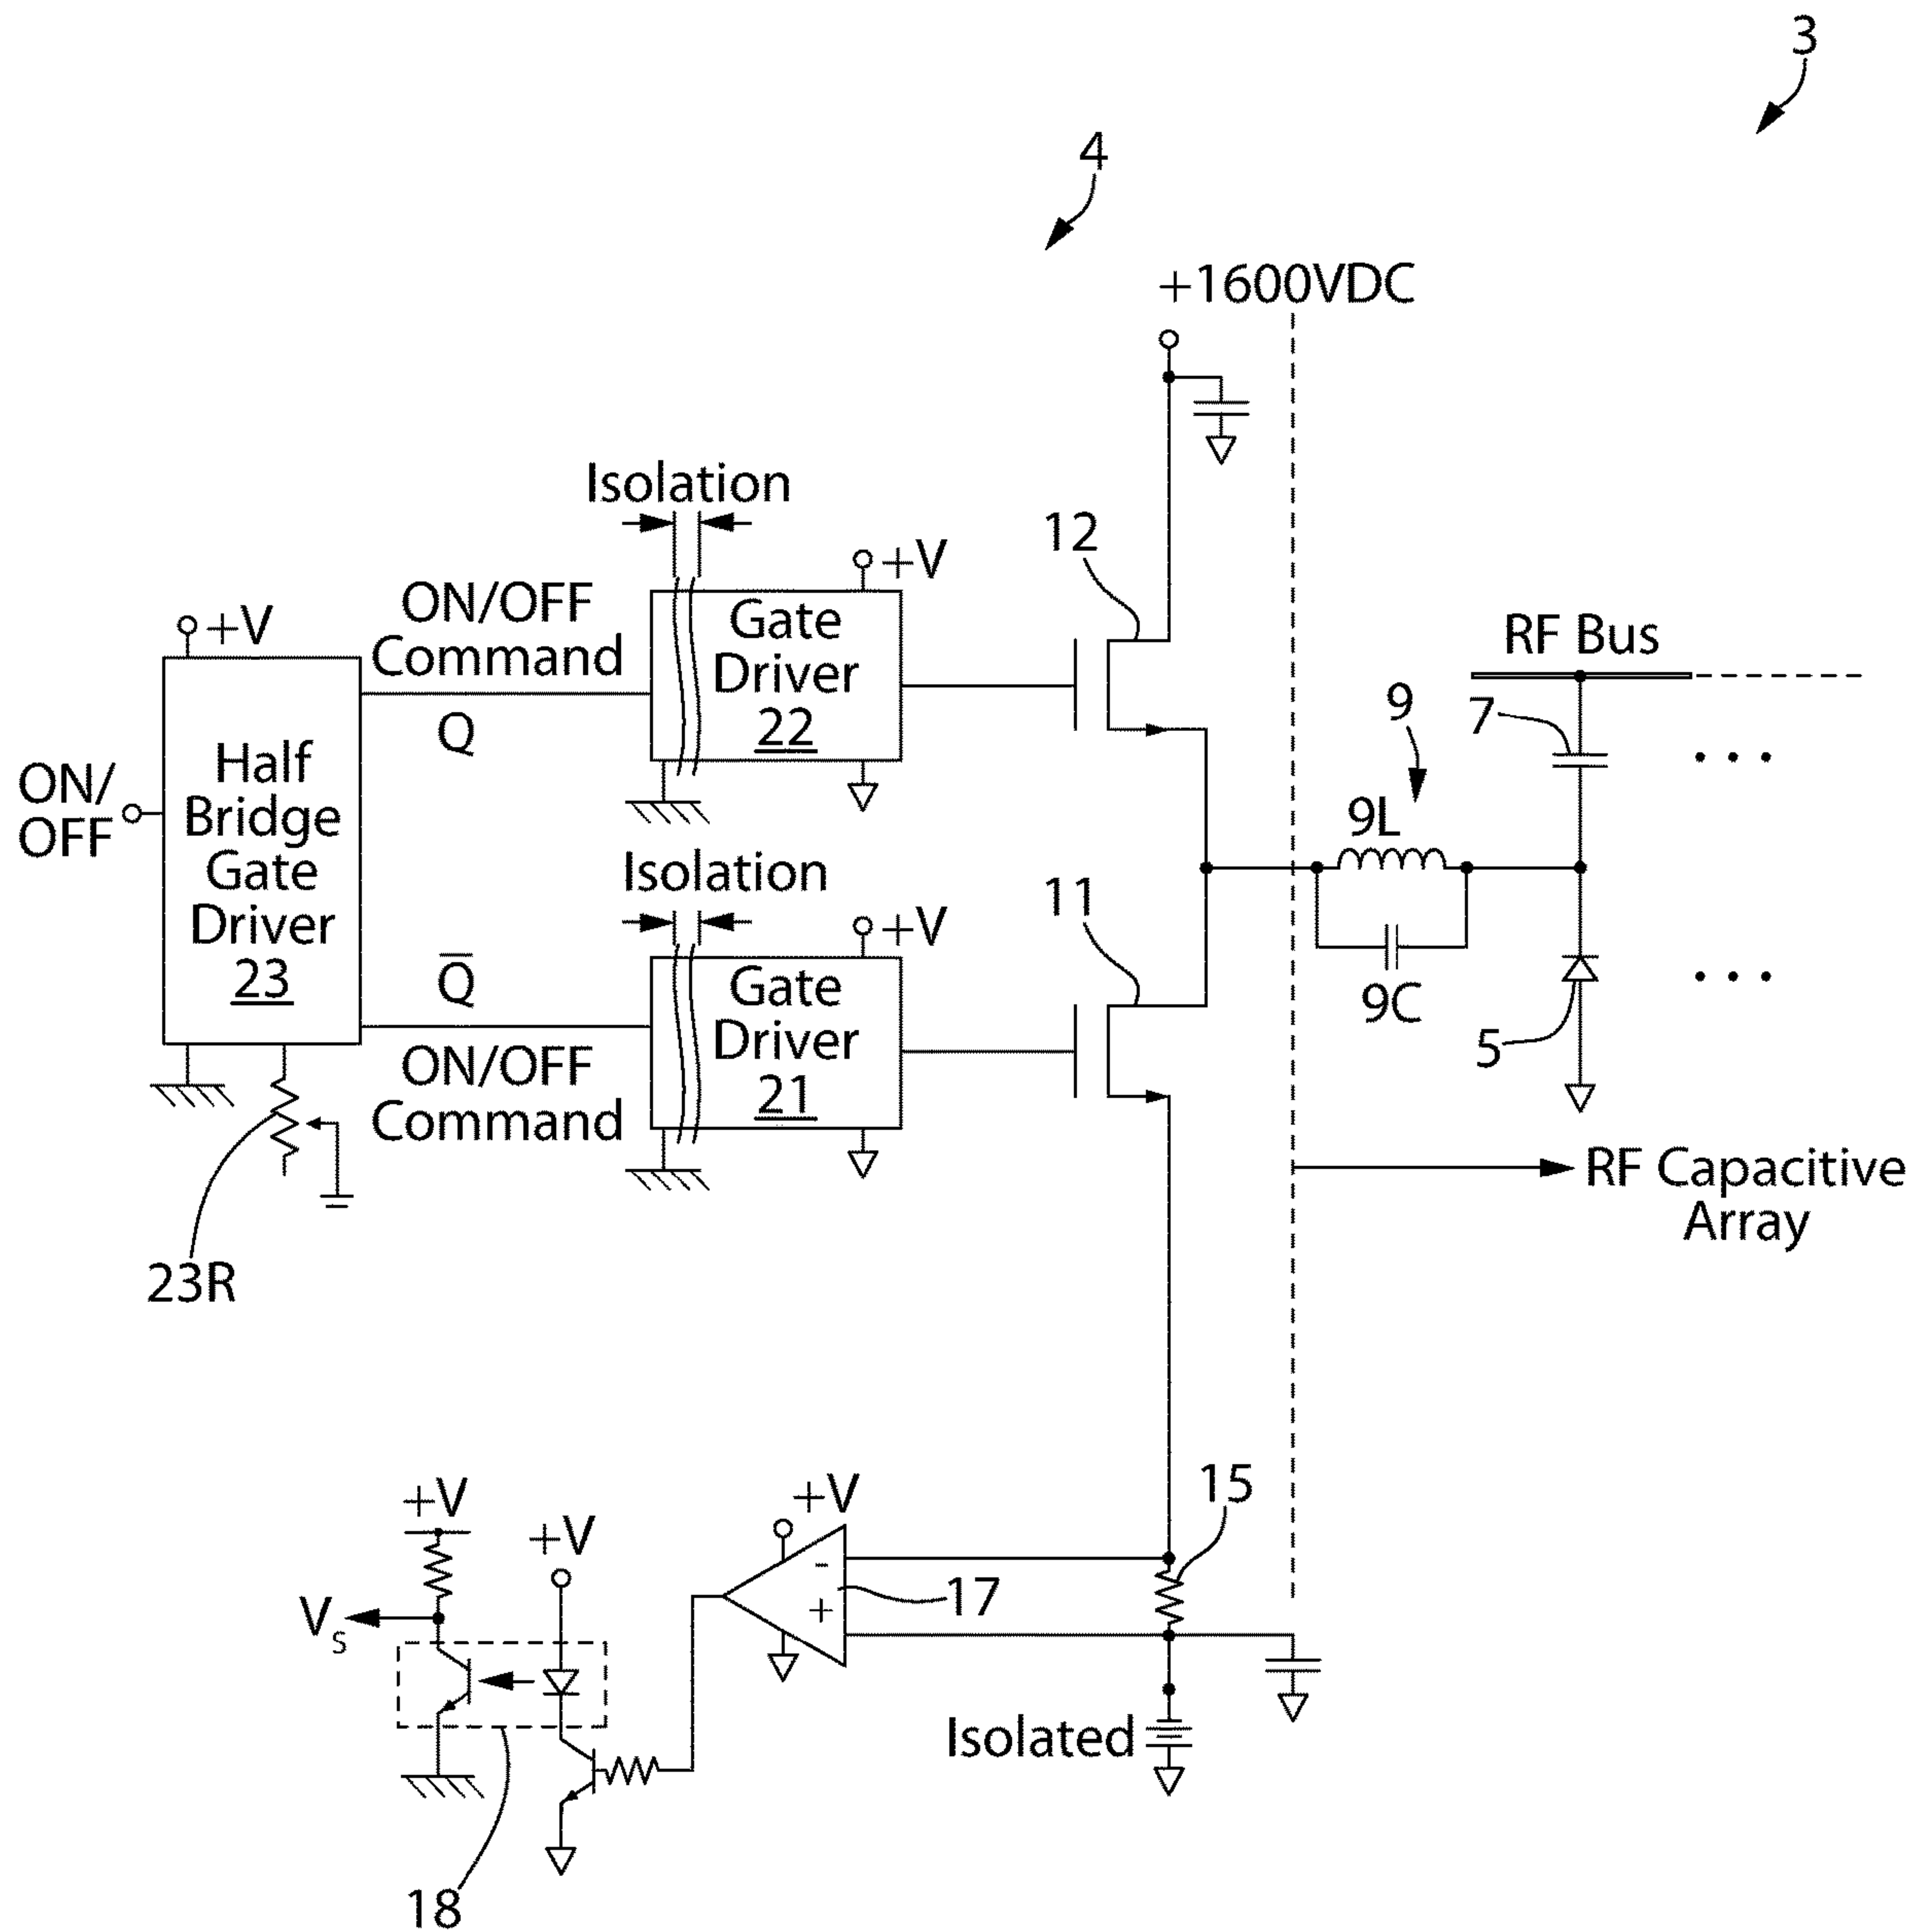 3
4
+1600VDC
Isolation
12
+V
ON/OFF
Command
Gate
Driver
22
+V
RF Bus
Q
9
7
Half
Bridge
Gate
Driver
23
ON/
OFF
9L
Isolation
11
+V
Q̅
Gate
Driver
21
9C
5
ON/OFF
Command
RF Capacitive
Array
23R
15
+V
+V
+V
17
VS
Isolated
18